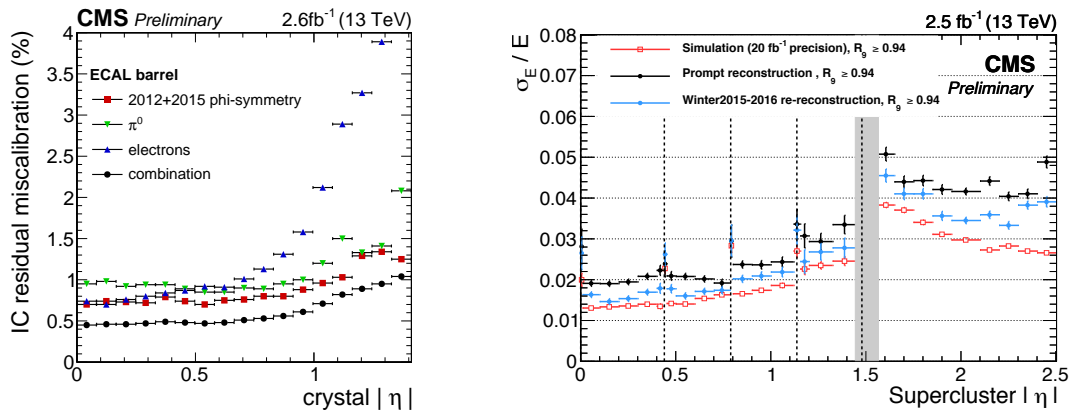 CMS Preliminary 2.6fb⁻¹ (13 TeV)
IC residual miscalibration (%)
4
3.5
3
2.5
2
1.5
1
0.5
0
ECAL barrel
2012+2015 phi-symmetry
π⁰
electrons
combination
0 0.5 1
crystal | η |
2.5 fb⁻¹ (13 TeV)
σ_E / E
0.08
0.07
0.06
0.05
0.04
0.03
0.02
0.01
0
Simulation (20 fb⁻¹ precision), R₉ ≥ 0.94
Prompt reconstruction , R₉ ≥ 0.94
Winter2015-2016 re-reconstruction, R₉ ≥ 0.94
CMS
Preliminary
0 0.5 1 1.5 2 2.5
Supercluster | η |